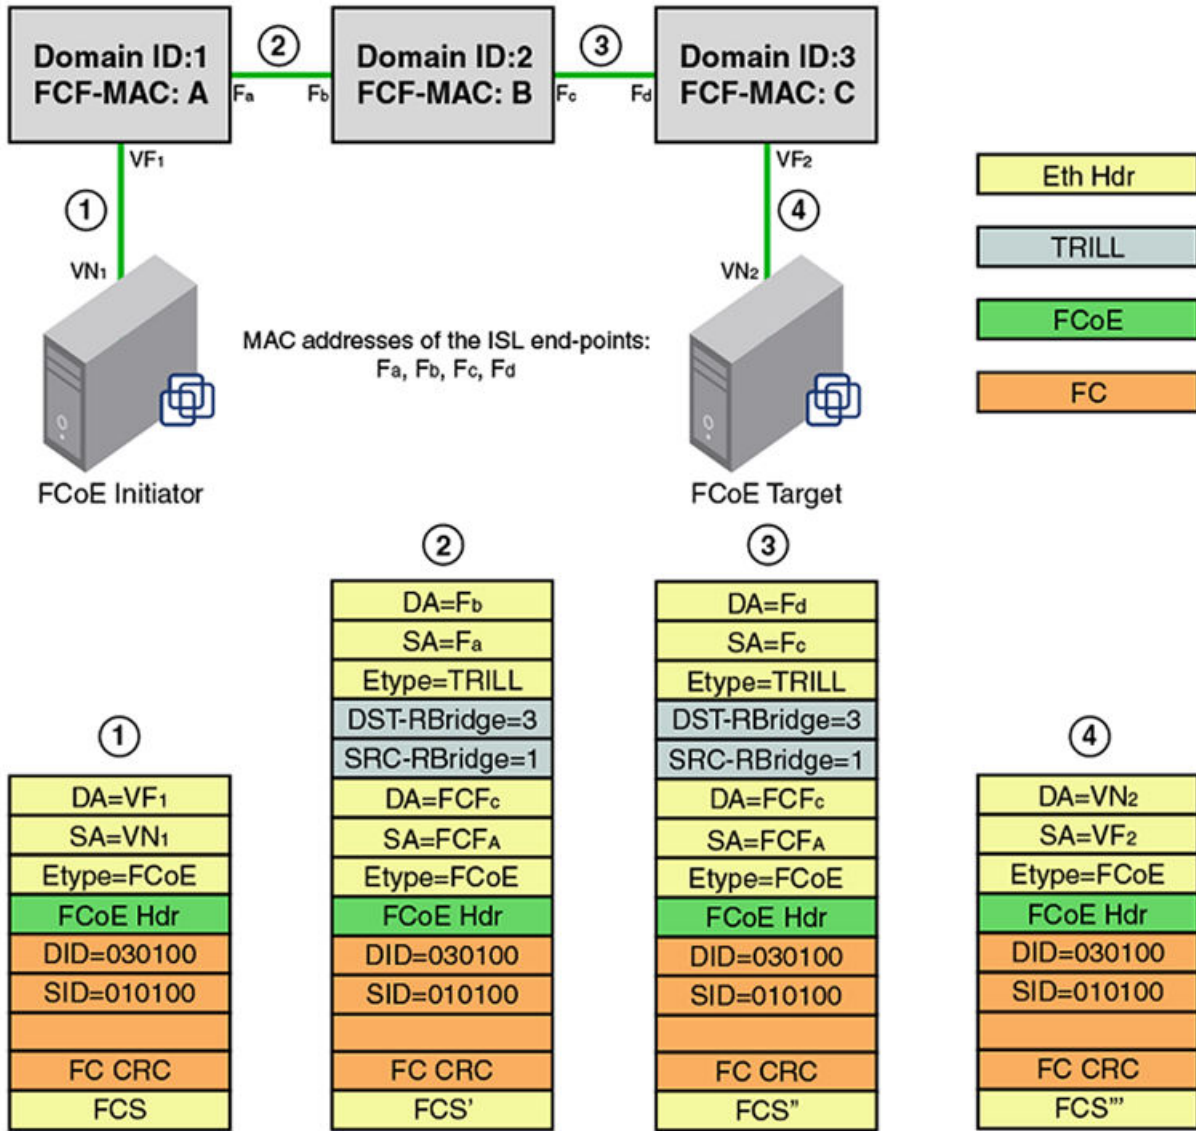 Domain ID:1
FCF-MAC: A
2
Domain ID:2
FCF-MAC: B
3
Domain ID:3
FCF-MAC: C
Fa
Fb
Fc
Fd
VF1
VF2
1
4
VN1
VN2
Eth Hdr
TRILL
FCoE
FC
MAC addresses of the ISL end-points:
Fa, Fb, Fc, Fd
FCoE Initiator
FCoE Target
1
DA=VF1
SA=VN1
Etype=FCoE
FCoE Hdr
DID=030100
SID=010100
FC CRC
FCS
2
DA=Fb
SA=Fa
Etype=TRILL
DST-RBridge=3
SRC-RBridge=1
DA=FCFc
SA=FCFA
Etype=FCoE
FCoE Hdr
DID=030100
SID=010100
FC CRC
FCS'
3
DA=Fd
SA=Fc
Etype=TRILL
DST-RBridge=3
SRC-RBridge=1
DA=FCFc
SA=FCFA
Etype=FCoE
FCoE Hdr
DID=030100
SID=010100
FC CRC
FCS"
4
DA=VN2
SA=VF2
Etype=FCoE
FCoE Hdr
DID=030100
SID=010100
FC CRC
FCS"'